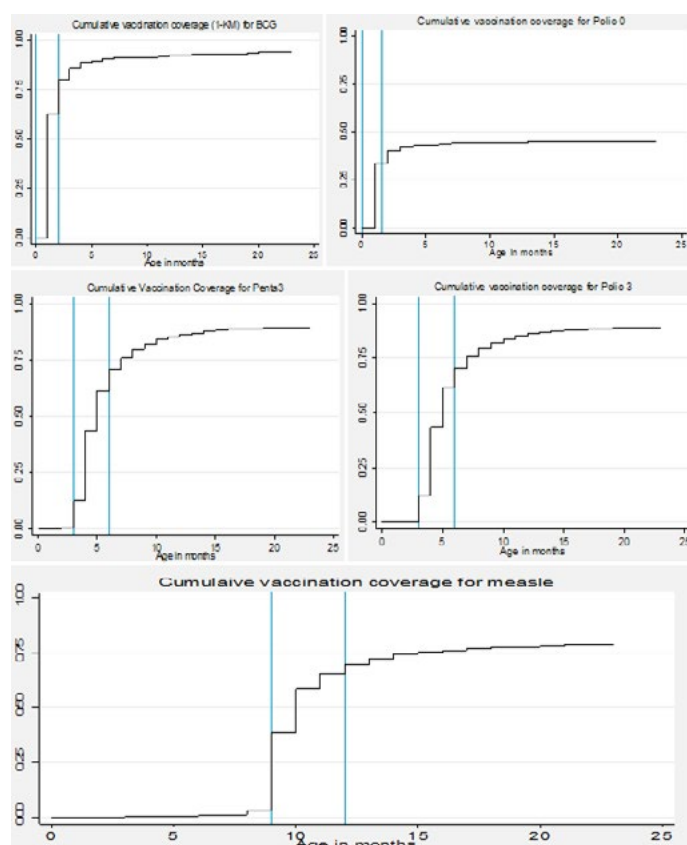 Cumulative vaccination coverage (1-KM) for BCG
1.00
0.75
0.50
0.25
0.00
0 5 10 15 20 25
Age in months
Cumulative vaccination coverage for Polio 0
1.00
0.75
0.50
0.25
0.00
0 5 10 15 20 25
Age in months
Cumulative Vaccination Coverage for Penta3
1.00
0.75
0.50
0.25
0.00
0 5 10 15 20 25
Age in months
Cumulative vaccination coverage for Polio 3
1.00
0.75
0.50
0.25
0.00
0 5 10 15 20 25
Age in months
Cumulaive vaccination coverage for measle
1.00
0.75
0.50
0.25
0.00
0 5 10 15 20 25
Age in months